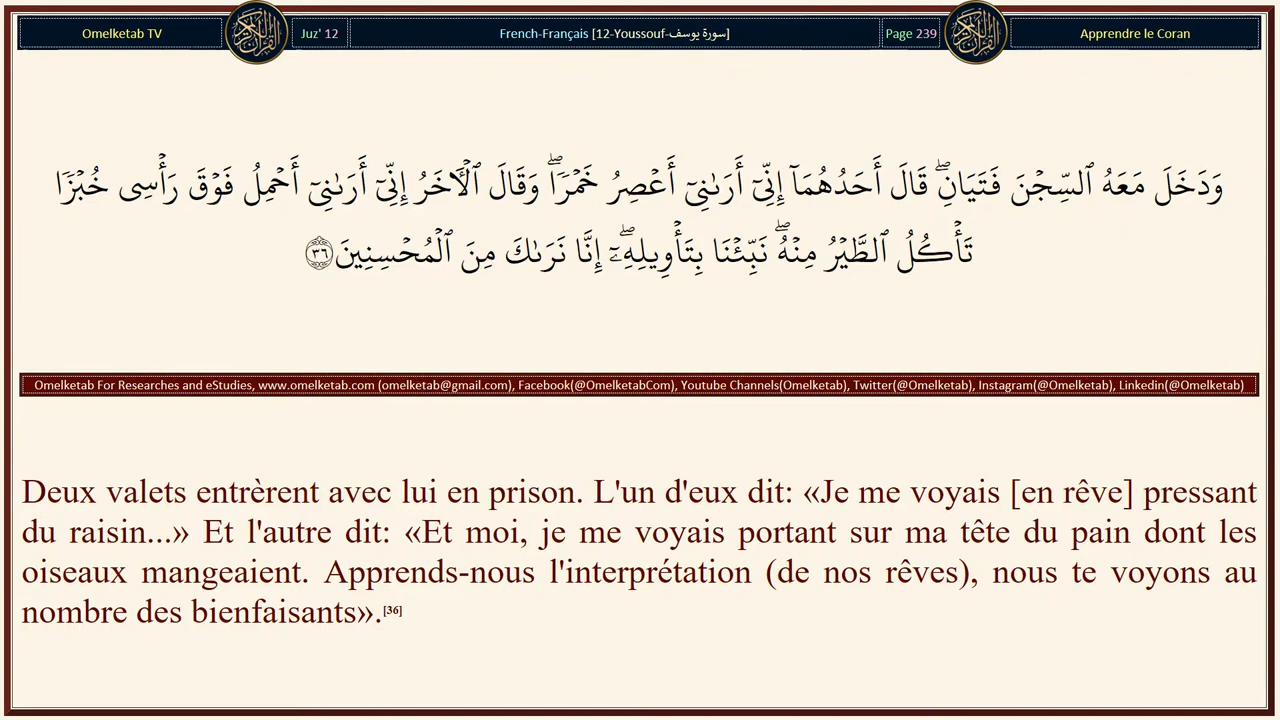 Omelketab TV
Juz' 12
French-Français [12-Youssouf-سورة يوسف]
Page 239
Apprendre le Coran
وَدَخَلَ مَعَهُ ٱلسِّجْنَ فَتَيَانِۖ قَالَ أَحَدُهُمَآ إِنِّىٓ أَرَىٰنِىٓ أَعْصِرُ خَمْرًاۖ وَقَالَ ٱلْـَٔاخَرُ إِنِّىٓ أَرَىٰنِىٓ أَحْمِلُ فَوْقَ رَأْسِى خُبْزًا
تَأْكُلُ ٱلطَّيْرُ مِنْهُۖ نَبِّئْنَا بِتَأْوِيلِهِۦٓۖ إِنَّا نَرَىٰكَ مِنَ ٱلْمُحْسِنِينَ ٣٦
Omelketab For Researches and eStudies, www.omelketab.com (omelketab@gmail.com), Facebook(@OmelketabCom), Youtube Channels(Omelketab), Twitter(@Omelketab), Instagram(@Omelketab), Linkedin(@Omelketab)
Deux valets entrèrent avec lui en prison. L'un d'eux dit: «Je me voyais [en rêve] pressant
du raisin...» Et l'autre dit: «Et moi, je me voyais portant sur ma tête du pain dont les
oiseaux mangeaient. Apprends-nous l'interprétation (de nos rêves), nous te voyons au
nombre des bienfaisants».[36]